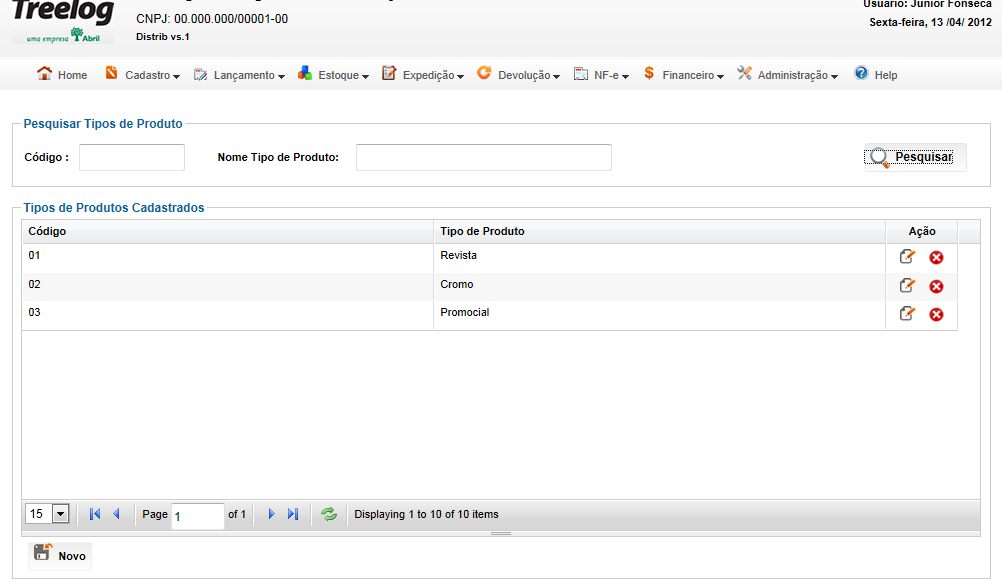 Treelog
uma empresa Abril
CNPJ: 00.000.000/00001-00
Distrib vs.1
Usuário: Junior Fonseca
Sexta-feira, 13 /04/ 2012
Home Cadastro Lançamento Estoque Expedição Devolução NF-e Financeiro Administração Help
Pesquisar Tipos de Produto
Código : Nome Tipo de Produto: Pesquisar
Tipos de Produtos Cadastrados
Código Tipo de Produto Ação
01 Revista
02 Cromo
03 Promocial
15 Page 1 of 1 Displaying 1 to 10 of 10 items
Novo